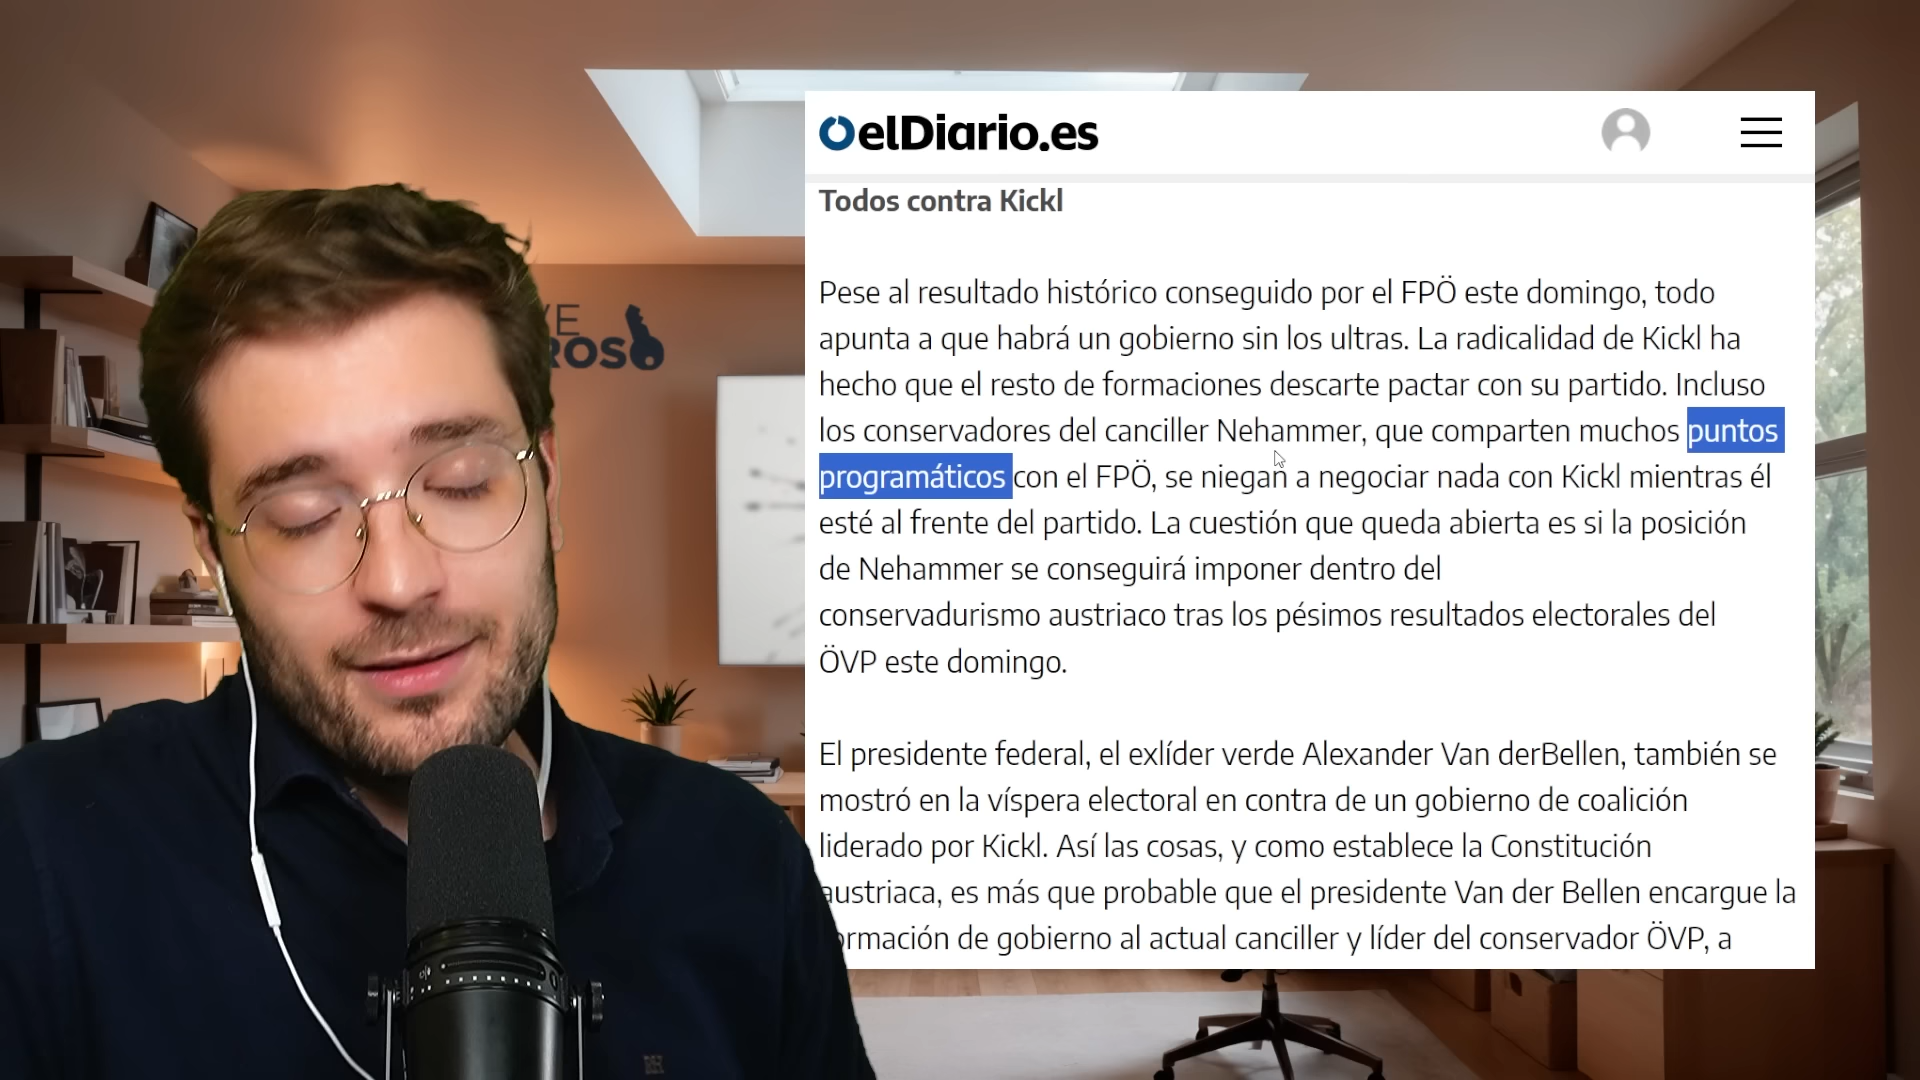 elDiario.es
Todos contra Kickl
Pese al resultado histórico conseguido por el FPÖ este domingo, todo
apunta a que habrá un gobierno sin los ultras. La radicalidad de Kickl ha
hecho que el resto de formaciones descarte pactar con su partido. Incluso
los conservadores del canciller Nehammer, que comparten muchos puntos
programáticos con el FPÖ, se niegan a negociar nada con Kickl mientras él
esté al frente del partido. La cuestión que queda abierta es si la posición
de Nehammer se conseguirá imponer dentro del
conservadurismo austriaco tras los pésimos resultados electorales del
ÖVP este domingo.
El presidente federal, el exlíder verde Alexander Van derBellen, también se
mostró en la víspera electoral en contra de un gobierno de coalición
liderado por Kickl. Así las cosas, y como establece la Constitución
austriaca, es más que probable que el presidente Van der Bellen encargue la
ormación de gobierno al actual canciller y líder del conservador ÖVP, a